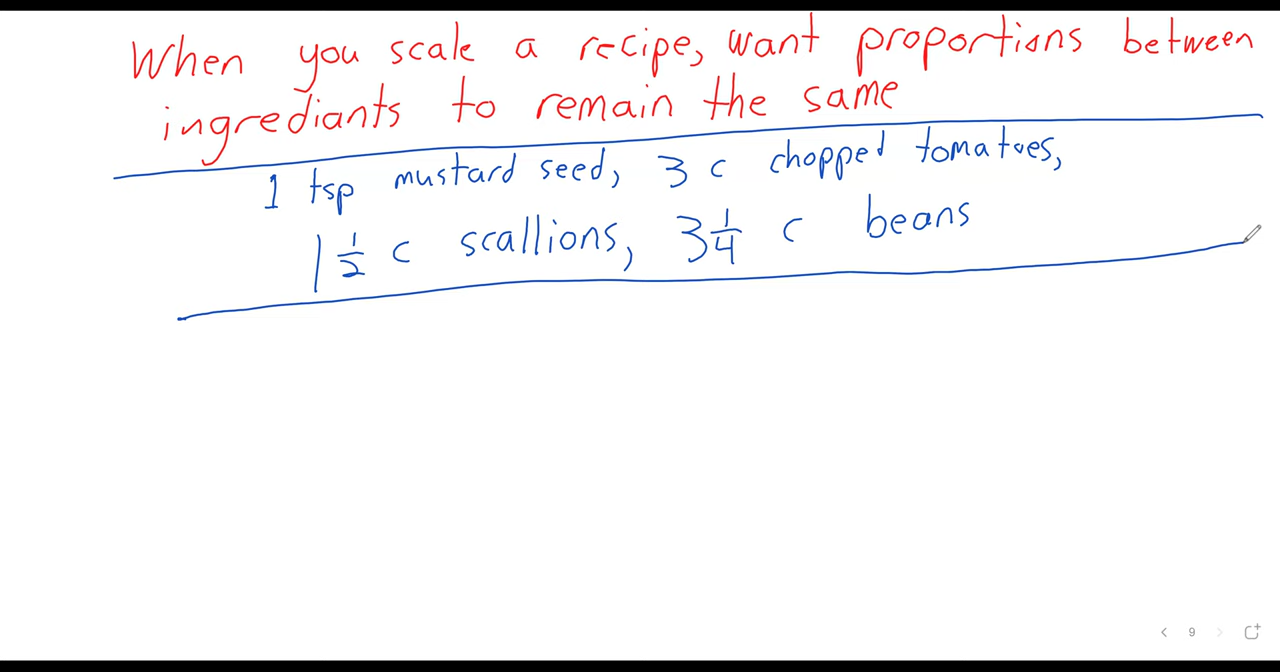 When you scale a recipe, want proportions between
ingrediants to remain the same
1 tsp mustard seed, 3 c chopped tomatoes,
1 1/2 c scallions, 3 1/4 c beans
9